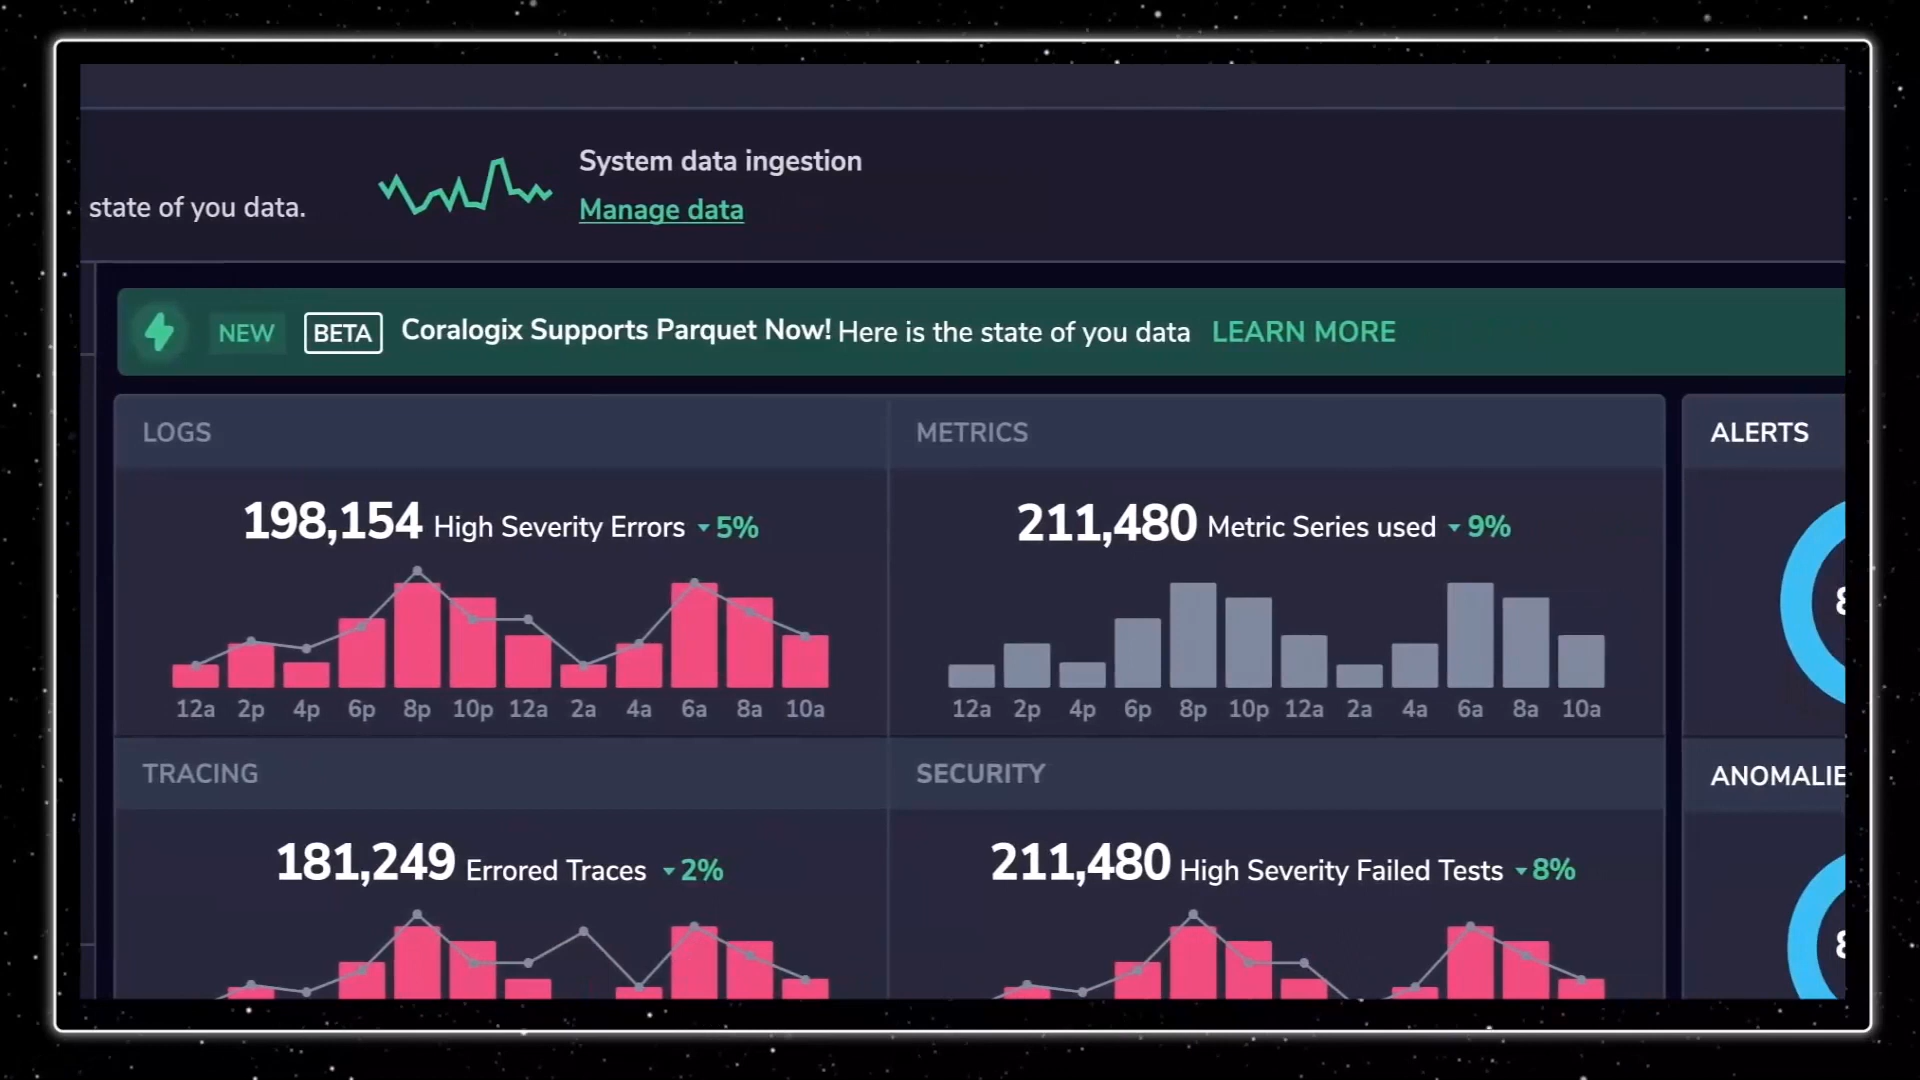 System data ingestion
state of you data.
Manage data
NEW BETA Coralogix Supports Parquet Now! Here is the state of you data LEARN MORE
LOGS
198,154 High Severity Errors 5%
12a 2p 4p 6p 8p 10p 12a 2a 4a 6a 8a 10a
METRICS
211,480 Metric Series used 9%
12a 2p 4p 6p 8p 10p 12a 2a 4a 6a 8a 10a
ALERTS
TRACING
181,249 Errored Traces 2%
SECURITY
211,480 High Severity Failed Tests 8%
ANOMALIE